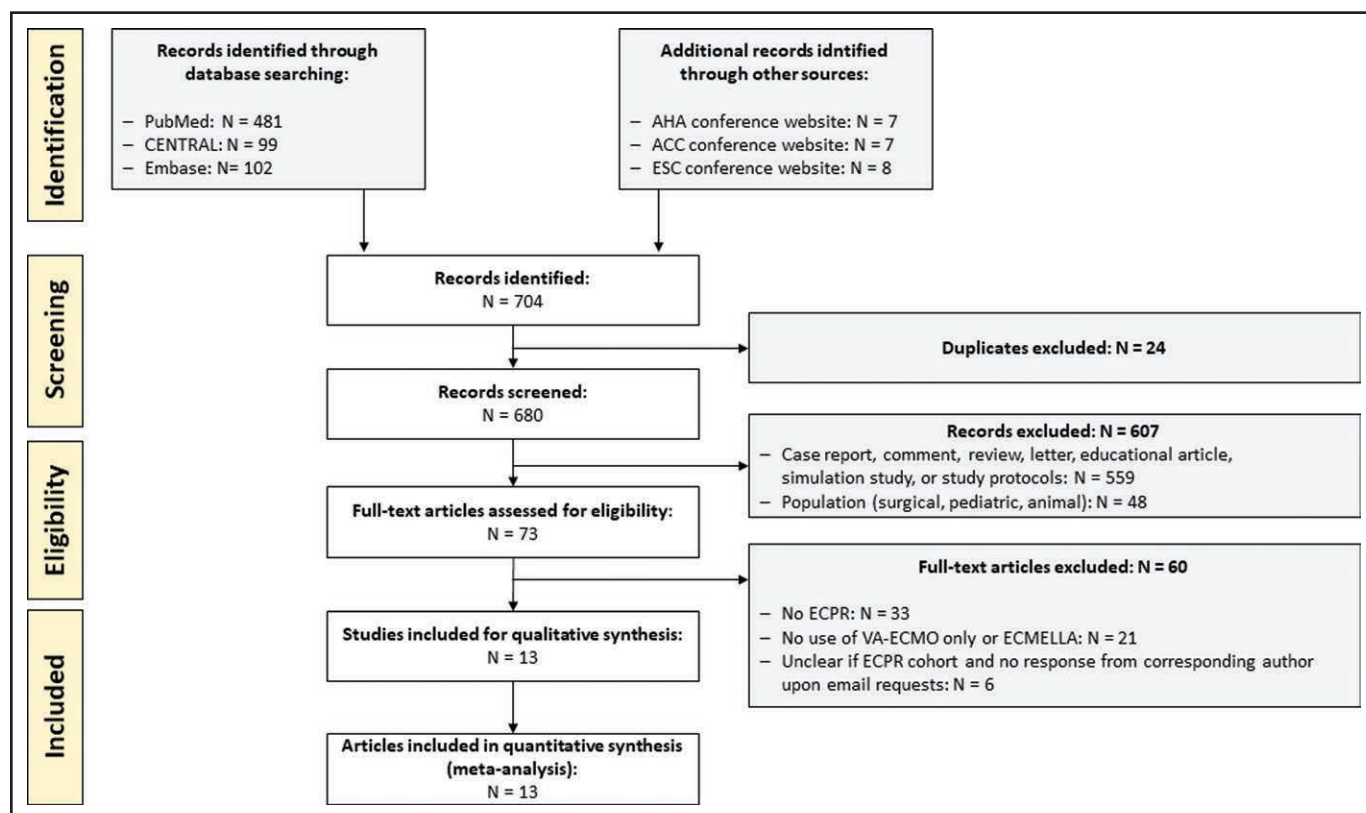 Identification
Records identified through
database searching:
– PubMed: N = 481
– CENTRAL: N = 99
– Embase: N= 102
Additional records idntified
through other sources:
– AHA conference website: N = 7
– ACC conference website: N = 7
– ESC conference website: N = 8
Screening
Records identified:
N = 704
Duplicates excluded: N = 24
Records screened:
N = 680
Records excluded: N = 607
– Case report, comment, review, letter, educational article,
simulation study, or study protocols: N = 559
– Population (surgical, pediatric, animal): N = 48
Eligibility
Full-text articles assessed for eligibility:
N = 73
Full-text articles excluded: N = 60
– No ECPR: N = 33
– No use of VA-ECMO only or ECMELLA: N = 21
– Unclear if ECPR cohort and no response from corresponding author
upon email requests: N = 6
Included
Studies included for qualitative synthesis:
N = 13
Articles included in quantitative synthesis
(meta-analysis):
N = 13